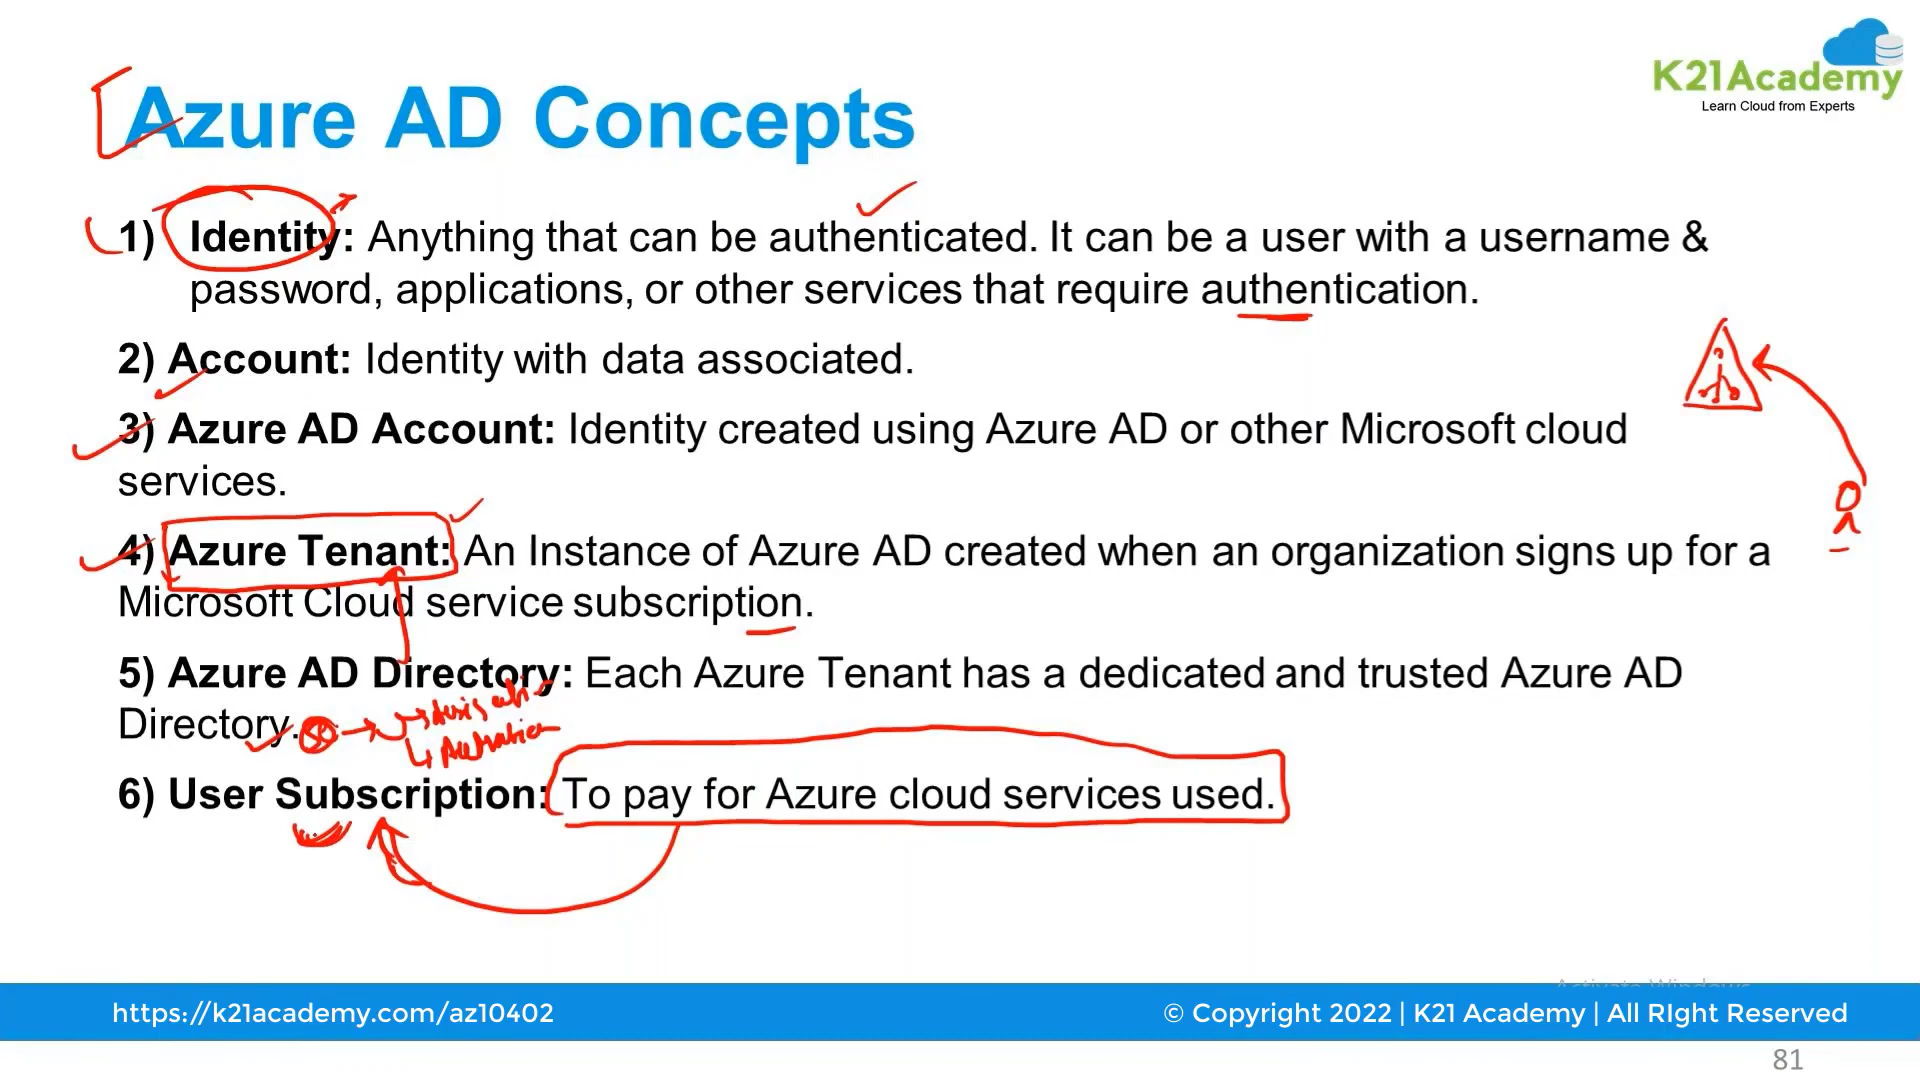 K21Academy
Learn Cloud from Experts
Azure AD Concepts
1) Identity: Anything that can be authenticated. It can be a user with a username &
password, applications, or other services that require authentication.
2) Account: Identity with data associated.
3) Azure AD Account: Identity created using Azure AD or other Microsoft cloud
services.
4) Azure Tenant: An Instance of Azure AD created when an organization signs up for a
Microsoft Cloud service subscription.
5) Azure AD Directory: Each Azure Tenant has a dedicated and trusted Azure AD
Directory.
6) User Subscription: To pay for Azure cloud services used.
Activate Windows
https://k21academy.com/az10402
© Copyright 2022 | K21 Academy | All RIght Reserved
81